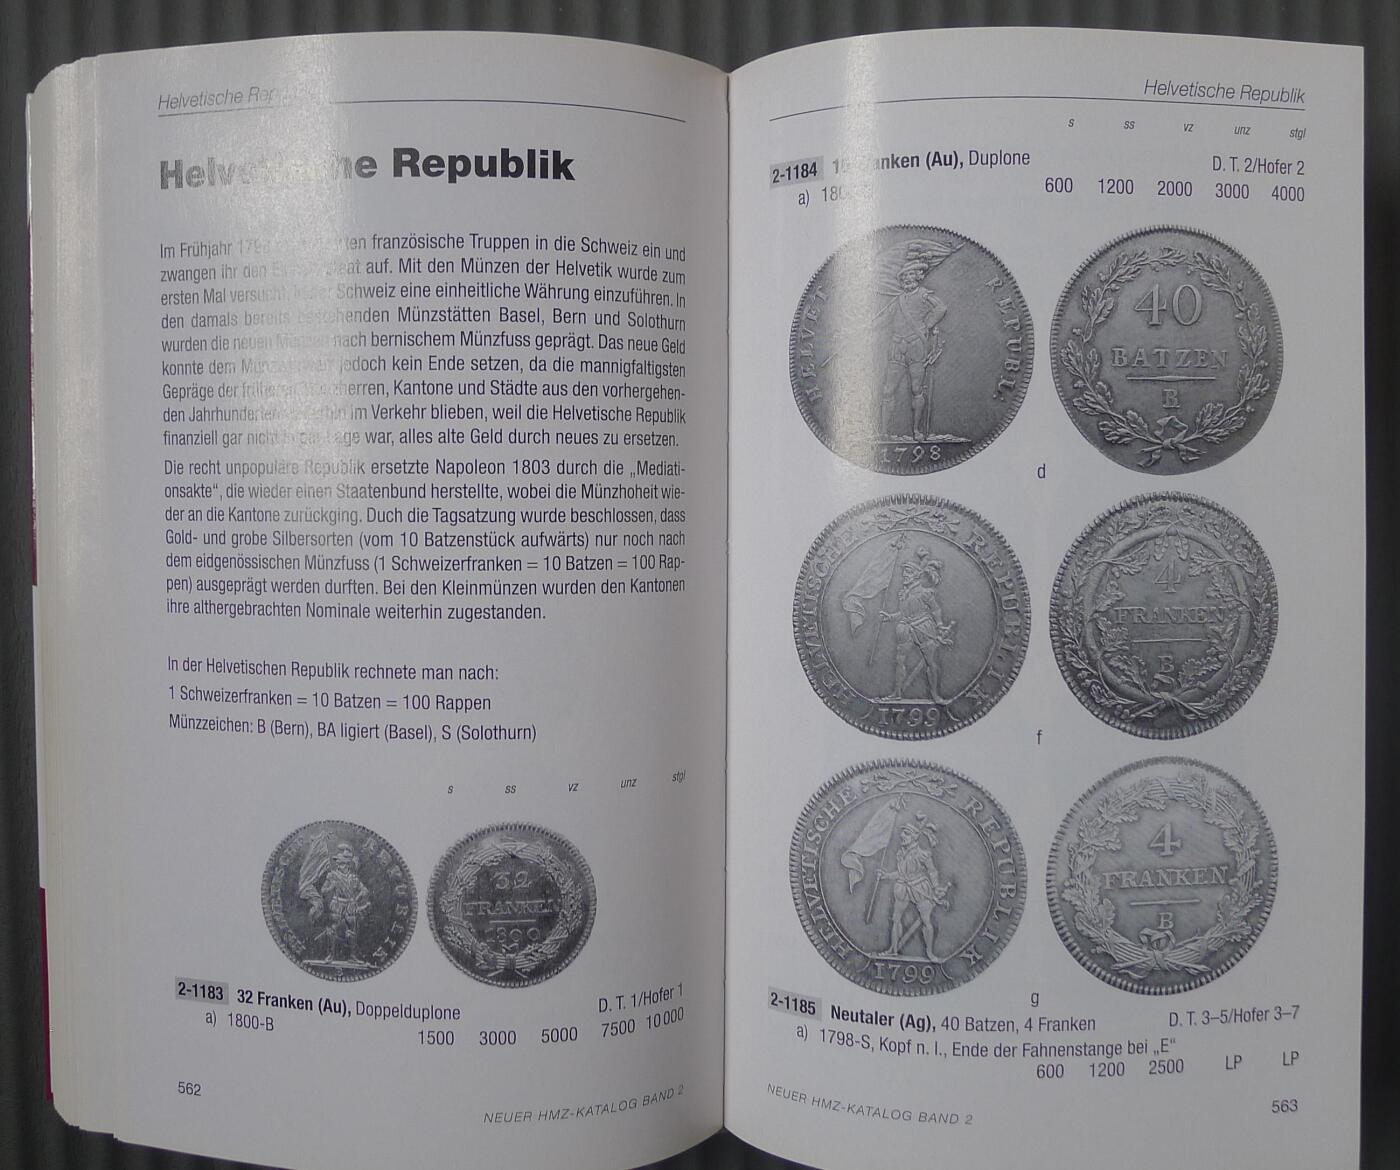 Helvetische Rep
Helvetische Republik
Im Frühjahr französische Truppen in die Schweiz ein und
zwangen ihr den auf. Mit den Münzen der Helvetik wurde zum
ersten Mal versucht, Schweiz eine einheitliche Währung einzuführen. In
den damals bereits bestehenden Münzstätten Basel, Bern und Solothurn
wurden die neuen Münzen nach bernischem Münzfuss geprägt. Das neue Geld
konnte dem jedoch kein Ende setzen, da die mannigfaltigsten
Gepräge der Kantone und Städte aus den vorhergehen-
den im Verkehr blieben, weil die Helvetische Republik
finanziell gar nicht war, alles alte Geld durch neues zu ersetzen.
Die recht unpopuläre Republik ersetzte Napoleon 1803 durch die „Mediati-
onsakte“, die wieder einen Staatenbund herstellte, wobei die Münzhoheit wie-
der an die Kantone zurückging. Duch die Tagsatzung wurde beschlossen, dass
Gold- und grobe Silbersorten (vom 10 Batzenstück aufwärts) nur noch nach
dem eidgenössischen Münzfuss (1 Schweizerfranken = 10 Batzen = 100 Rap-
pen) ausgeprägt werden durften. Bei den Kleinmünzen wurden den Kantonen
ihre althergebrachten Nominale weiterhin zugestanden.
In der Helvetischen Republik rechnete man nach:
1 Schweizerfranken = 10 Batzen = 100 Rappen
Münzzeichen: B (Bern), BA ligiert (Basel), S (Solothurn)
s ss vz unz stgl
32
FRANKEN
1800
2-1183 32 Franken (Au), Doppelduplone D. T. 1/Hofer 1
a) 1800-B 1500 3000 5000 7500 10000
562
NEUER HMZ-KATALOG BAND 2
Helvetische Republik
s ss vz unz stgl
2-1184 Franken (Au), Duplone D. T. 2/Hofer 2
a) 600 1200 2000 3000 4000
HELVET REPUBL.
1798
40
BATZEN
B
d
HELVETISCHE REPUBLIK
1799
4
FRANKEN
B
f
HELVETISCHE REPUBLIK
1799
4
FRANKEN
B
g
2-1185 Neutaler (Ag), 40 Batzen, 4 Franken D. T. 3–5/Hofer 3–7
a) 1798-S, Kopf n. l., Ende der Fahnenstange bei „E“
600 1200 2500 LP LP
NEUER HMZ-KATALOG BAND 2
563